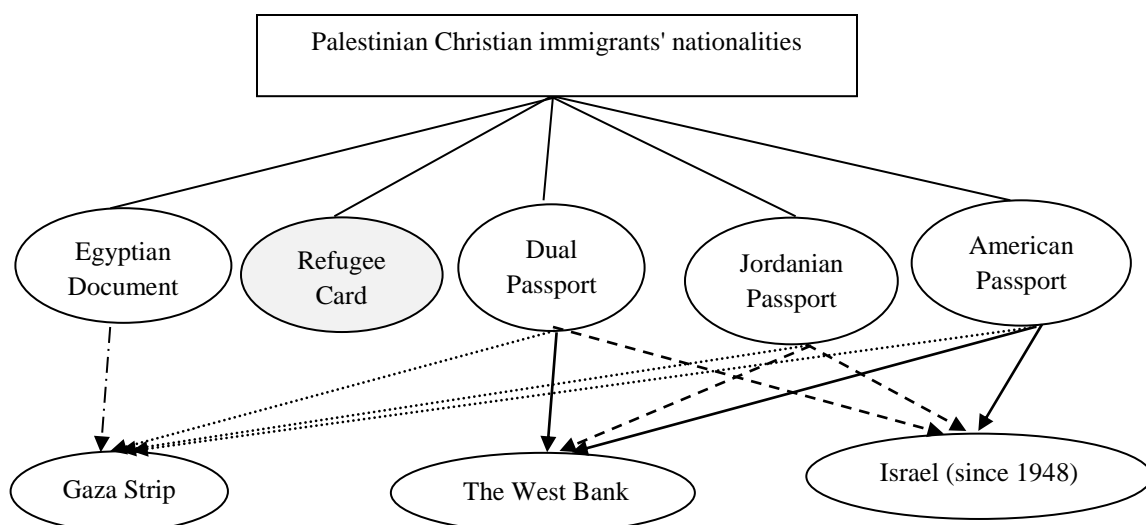 Palestinian Christian immigrants' nationalities
Egyptian
Document
Refugee
Card
Dual
Passport
Jordanian
Passport
American
Passport
Gaza Strip
The West Bank
Israel (since 1948)